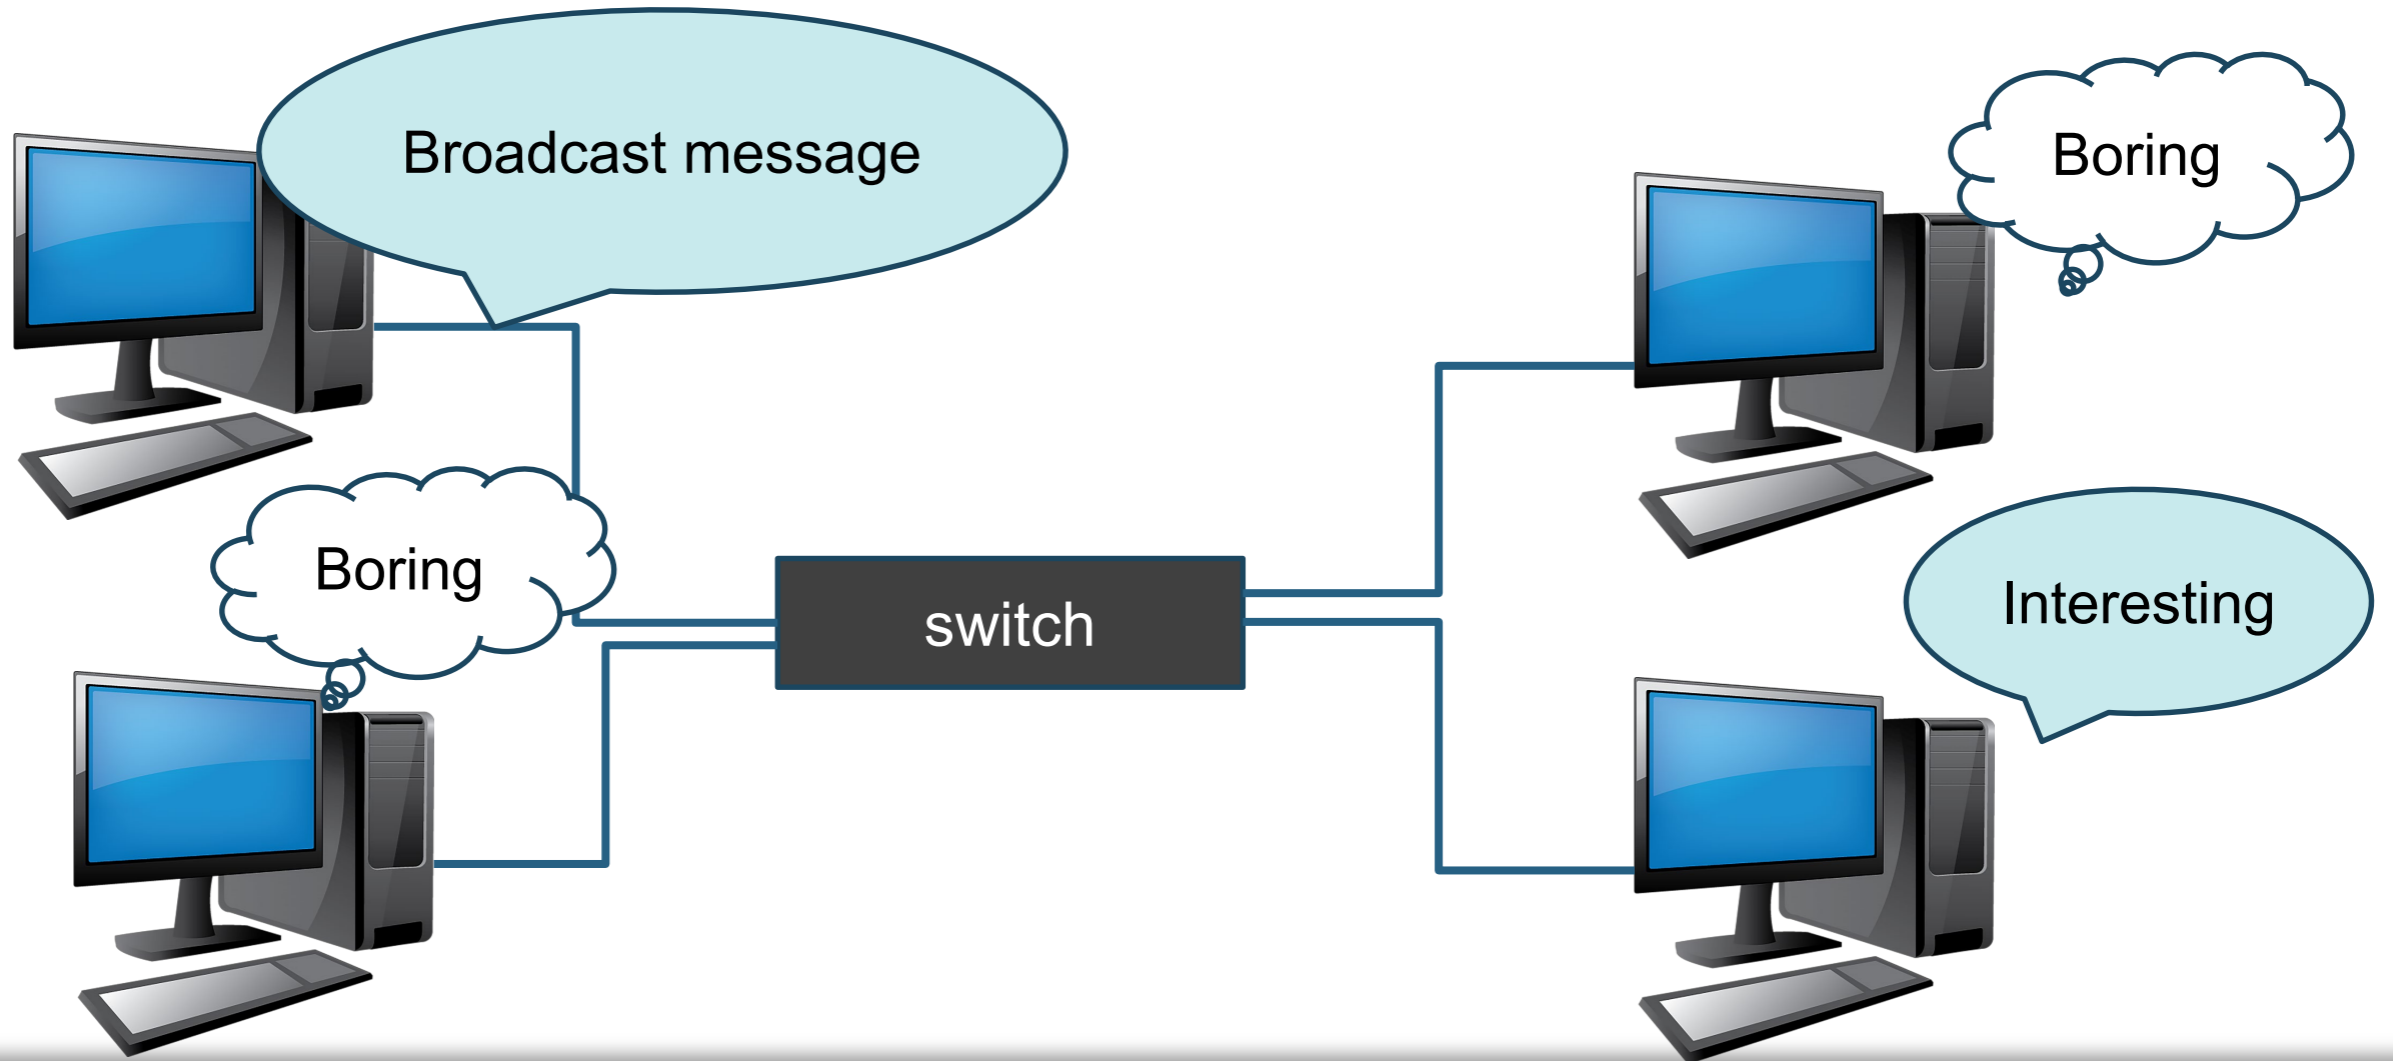 Broadcast message
Boring
Boring
switch
Interesting